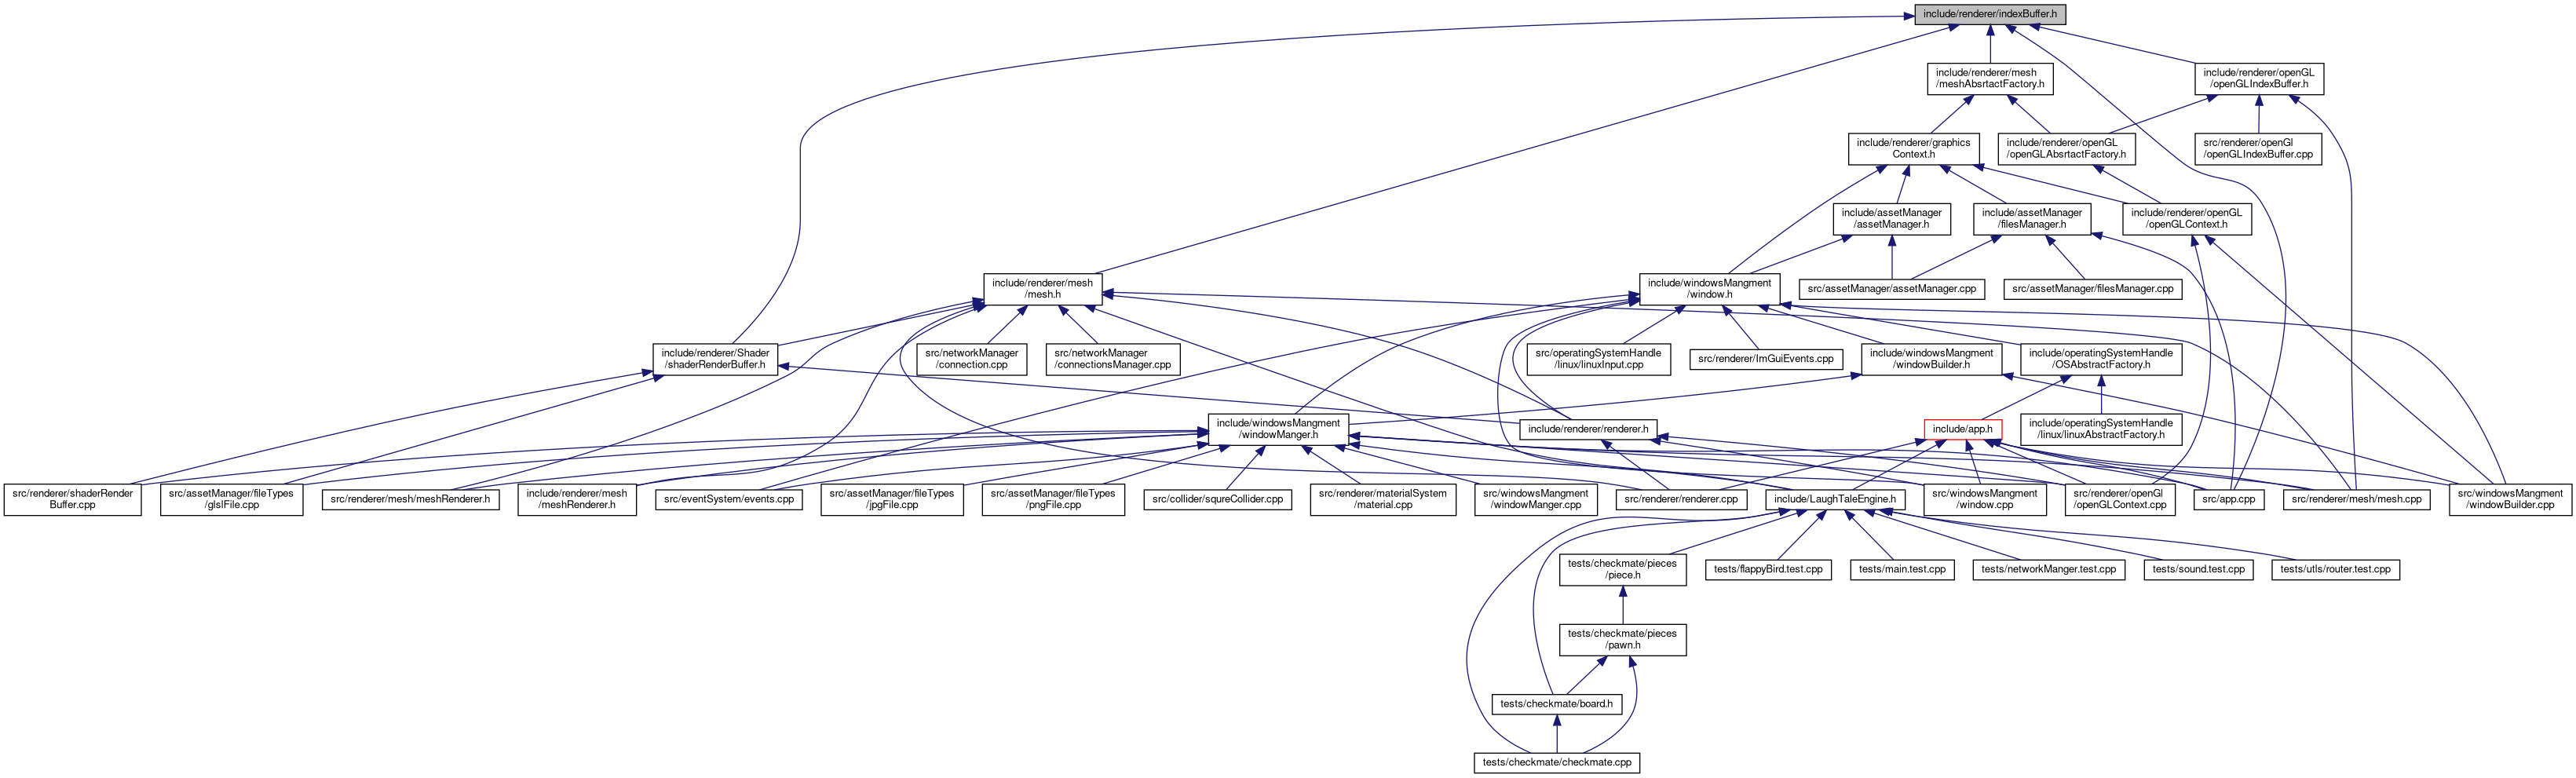 include/renderer/indexBuffer.h
include/renderer/mesh
/meshAbsrtactFactory.h
include/renderer/openGL
/openGLIndexBuffer.h
include/renderer/graphics
Context.h
include/renderer/openGL
/openGLAbsrtactFactory.h
src/renderer/openGl
/openGLIndexBuffer.cpp
include/assetManager
/assetManager.h
include/assetManager
/filesManager.h
include/renderer/openGL
/openGLContext.h
include/renderer/mesh
/mesh.h
include/windowsMangment
/window.h
src/assetManager/assetManager.cpp
src/assetManager/filesManager.cpp
include/renderer/Shader
/shaderRenderBuffer.h
src/networkManager
/connection.cpp
src/networkManager
/connectionsManager.cpp
src/operatingSystemHandle
/linux/linuxInput.cpp
src/renderer/ImGuiEvents.cpp
include/windowsMangment
/windowBuilder.h
include/operatingSystemHandle
/OSAbstractFactory.h
include/windowsMangment
/windowManger.h
include/renderer/renderer.h
include/app.h
include/operatingSystemHandle
/linux/linuxAbstractFactory.h
src/renderer/shaderRender
Buffer.cpp
src/assetManager/fileTypes
/glslFile.cpp
src/renderer/mesh/meshRenderer.h
include/renderer/mesh
/meshRenderer.h
src/eventSystem/events.cpp
src/assetManager/fileTypes
/jpgFile.cpp
src/assetManager/fileTypes
/pngFile.cpp
src/collider/squreCollider.cpp
src/renderer/materialSystem
/material.cpp
src/windowsMangment
/windowManger.cpp
src/renderer/renderer.cpp
include/LaughTaleEngine.h
src/windowsMangment
/window.cpp
src/renderer/openGl
/openGLContext.cpp
src/app.cpp
src/renderer/mesh/mesh.cpp
src/windowsMangment
/windowBuilder.cpp
tests/checkmate/pieces
/piece.h
tests/flappyBird.test.cpp
tests/main.test.cpp
tests/networkManger.test.cpp
tests/sound.test.cpp
tests/utls/router.test.cpp
tests/checkmate/pieces
/pawn.h
tests/checkmate/board.h
tests/checkmate/checkmate.cpp